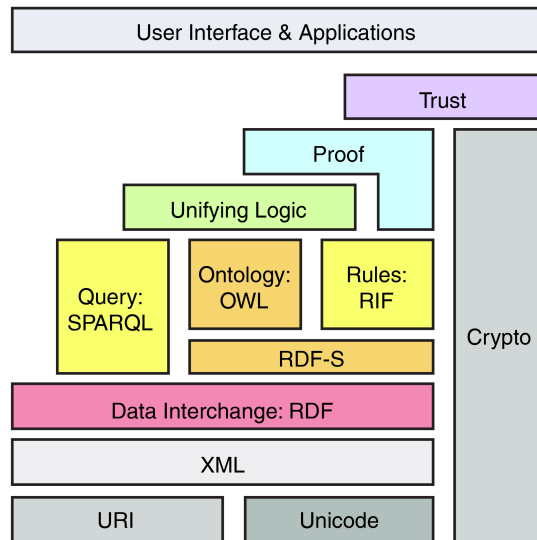 User Interface & Applications
Trust
Proof
Unifying Logic
Query:
SPARQL
Ontology:
OWL
Rules:
RIF
Crypto
RDF-S
Data Interchange: RDF
XML
URI
Unicode